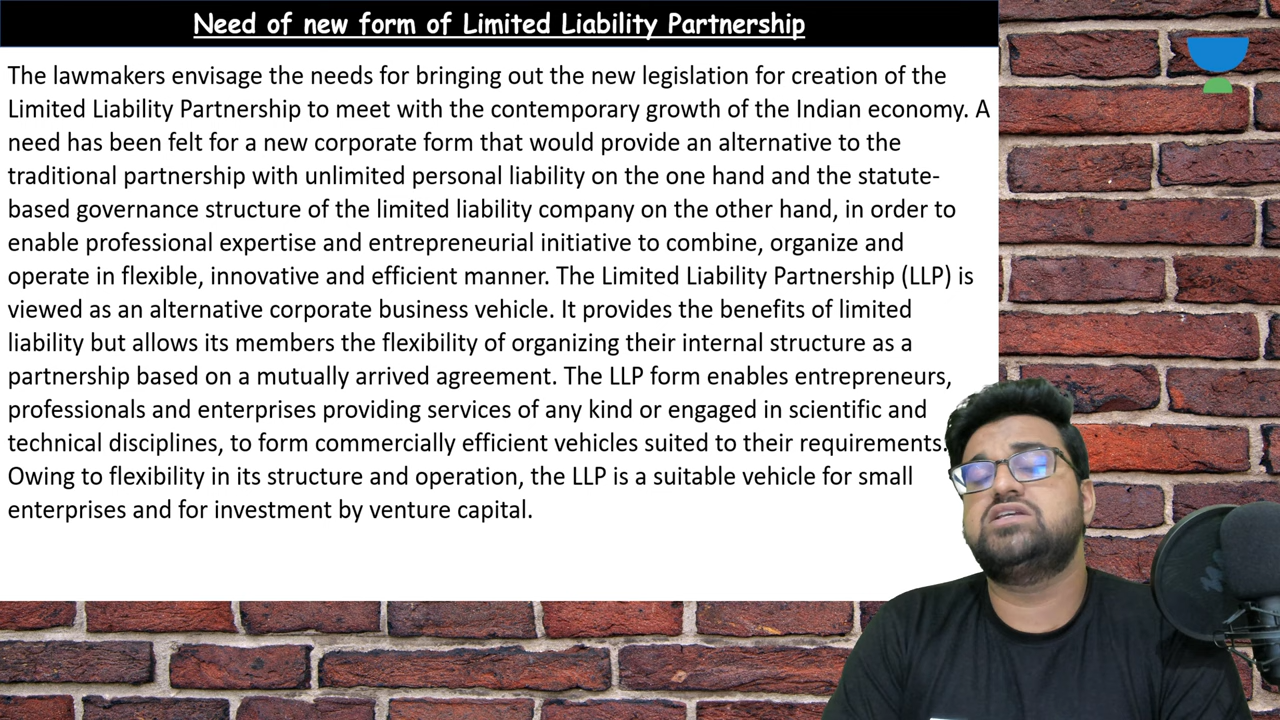 Need of new form of Limited Liability Partnership
The lawmakers envisage the needs for bringing out the new legislation for creation of the
Limited Liability Partnership to meet with the contemporary growth of the Indian economy. A
need has been felt for a new corporate form that would provide an alternative to the
traditional partnership with unlimited personal liability on the one hand and the statute-
based governance structure of the limited liability company on the other hand, in order to
enable professional expertise and entrepreneurial initiative to combine, organize and
operate in flexible, innovative and efficient manner. The Limited Liability Partnership (LLP) is
viewed as an alternative corporate business vehicle. It provides the benefits of limited
liability but allows its members the flexibility of organizing their internal structure as a
partnership based on a mutually arrived agreement. The LLP form enables entrepreneurs,
professionals and enterprises providing services of any kind or engaged in scientific and
technical disciplines, to form commercially efficient vehicles suited to their requirements.
Owing to flexibility in its structure and operation, the LLP is a suitable vehicle for small
enterprises and for investment by venture capital.